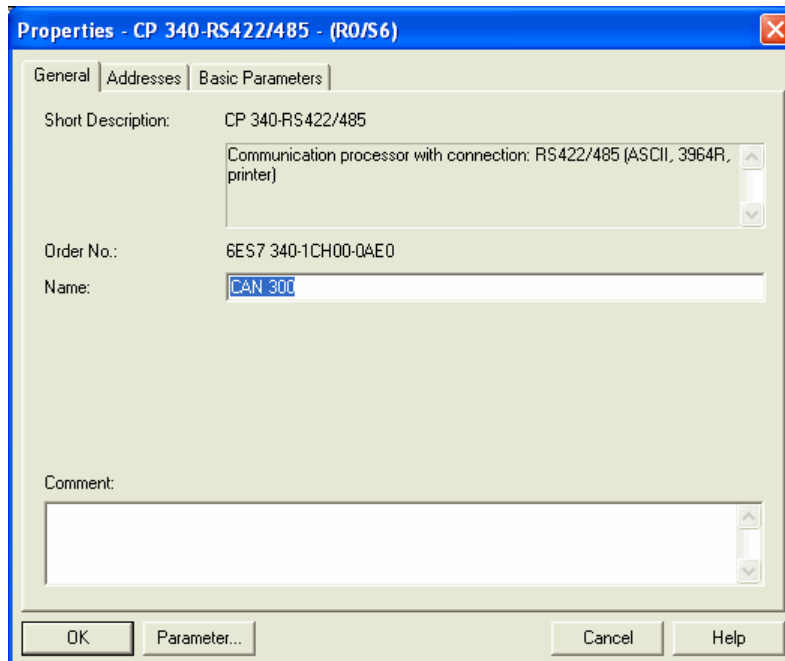 Properties - CP 340-RS422/485 - (R0/S6)
General Addresses Basic Parameters
Short Description: CP 340-RS422/485
Communication processor with connection: RS422/485 (ASCII, 3964R,
printer)
Order No.: 6ES7 340-1CH00-0AE0
Name: CAN 300
Comment:
OK Parameter... Cancel Help